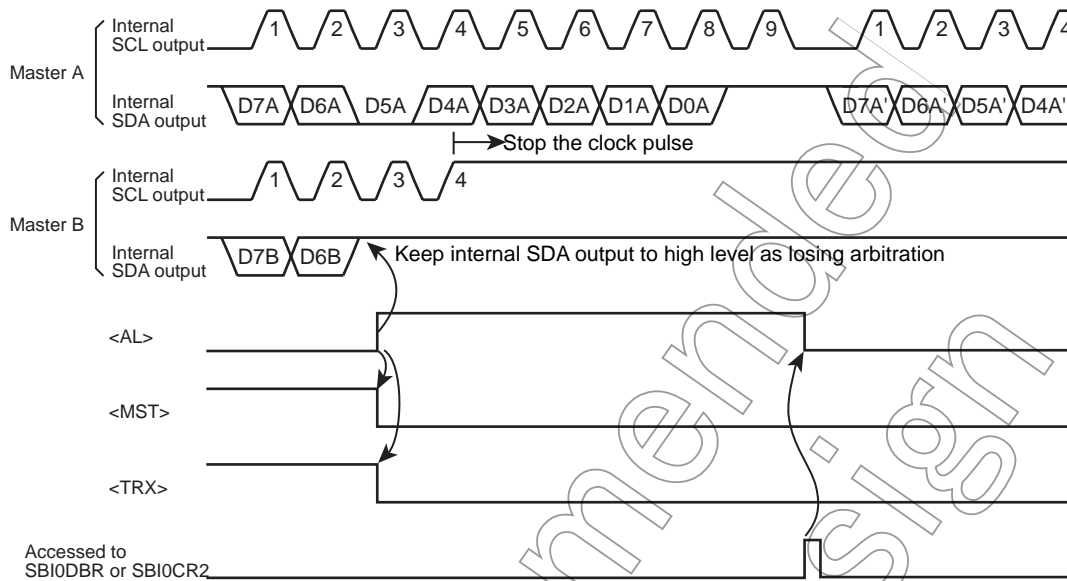 Internal
SCL output
1 2 3 4 5 6 7 8 9 1 2 3 4
Master A
Internal
SDA output
D7A D6A D5A D4A D3A D2A D1A D0A D7A' D6A' D5A' D4A'
Stop the clock pulse
Internal
SCL output
1 2 3 4
Master B
Internal
SDA output
D7B D6B
Keep internal SDA output to high level as losing arbitration
<AL>
<MST>
<TRX>
Accessed to
SBI0DBR or SBI0CR2
mended
sign